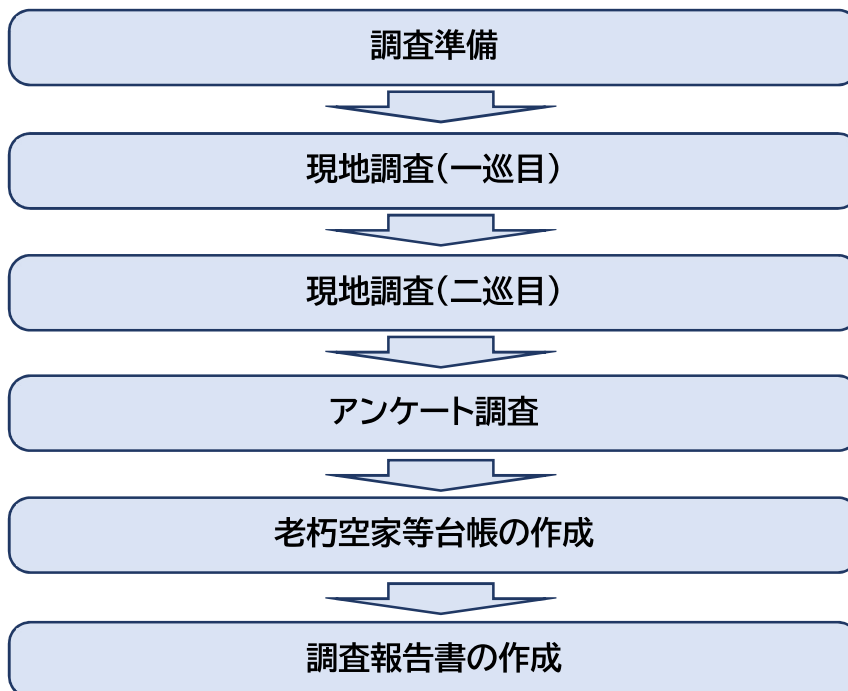 調査準備
現地調査（一巡目）
現地調査（二巡目）
アンケート調査
老朽空家等台帳の作成
調査報告書の作成